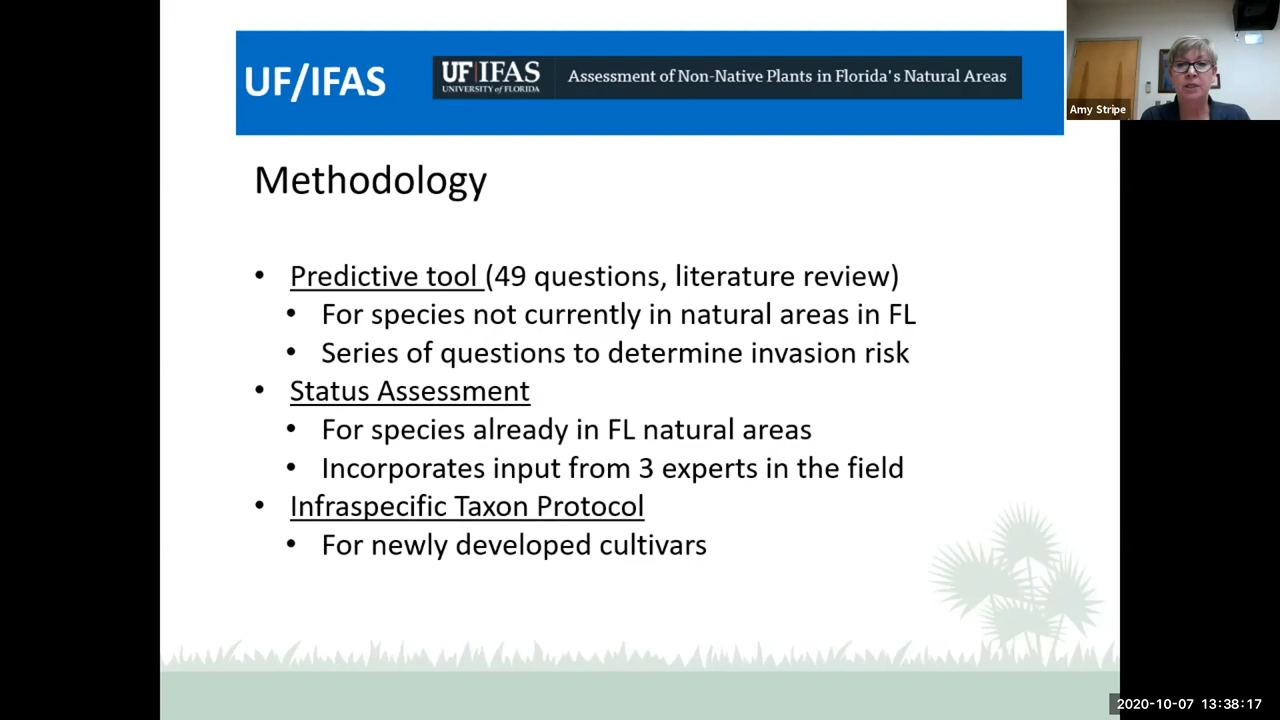 UF/IFAS
UF|IFAS
UNIVERSITY of FLORIDA
Assessment of Non-Native Plants in Florida's Natural Areas
Amy Stripe
Methodology
• Predictive tool (49 questions, literature review)
• For species not currently in natural areas in FL
• Series of questions to determine invasion risk
• Status Assessment
• For species already in FL natural areas
• Incorporates input from 3 experts in the field
• Infraspecific Taxon Protocol
• For newly developed cultivars
2020-10-07 13:38:17